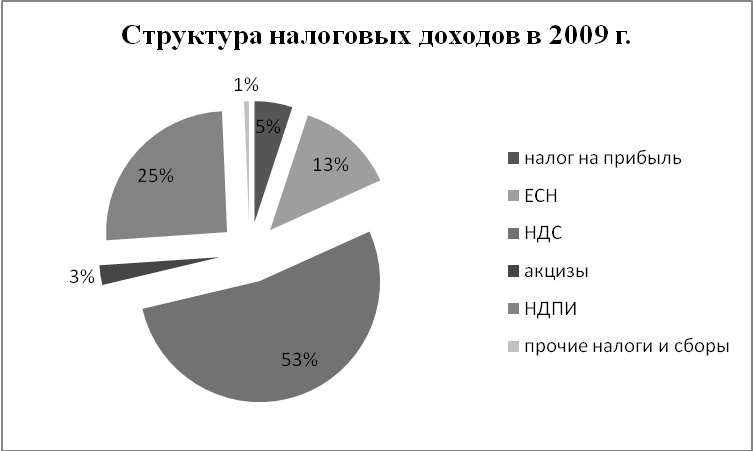 Структура налоговых доходов в 2009 г.
1%
5%
13%
25%
3%
53%
налог на прибыль
ЕСН
НДС
акцизы
НДПИ
прочие налоги и сборы